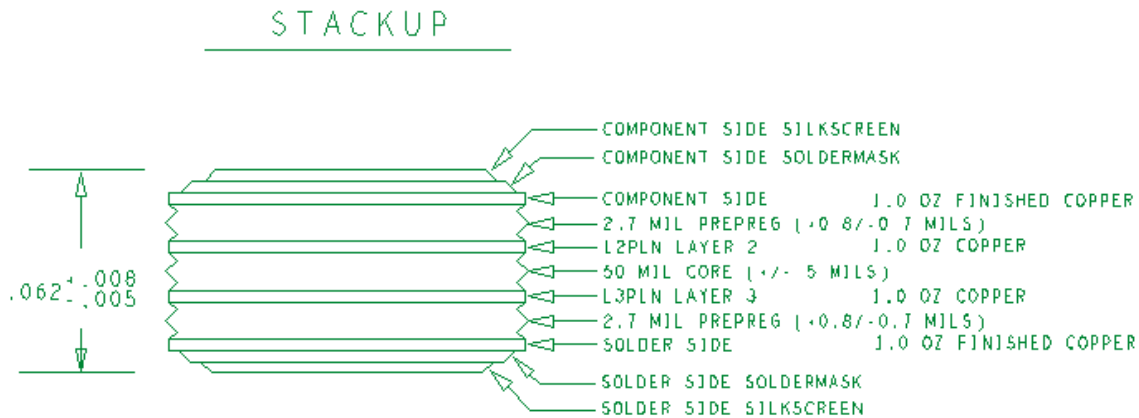 STACKUP
COMPONENT SIDE SILKSCREEN
COMPONENT SIDE SOLDERMASK
COMPONENT SIDE 1.0 OZ FINISHED COPPER
2.7 MIL PREPREG (+0.8/-0.7 MILS)
L2PLN LAYER 2 1.0 OZ COPPER
50 MIL CORE (+/- 5 MILS)
.062 +.008 -.005
L3PLN LAYER 3 1.0 OZ COPPER
2.7 MIL PREPREG (+0.8/-0.7 MILS)
SOLDER SIDE 1.0 OZ FINISHED COPPER
SOLDER SIDE SOLDERMASK
SOLDER SIDE SILKSCREEN